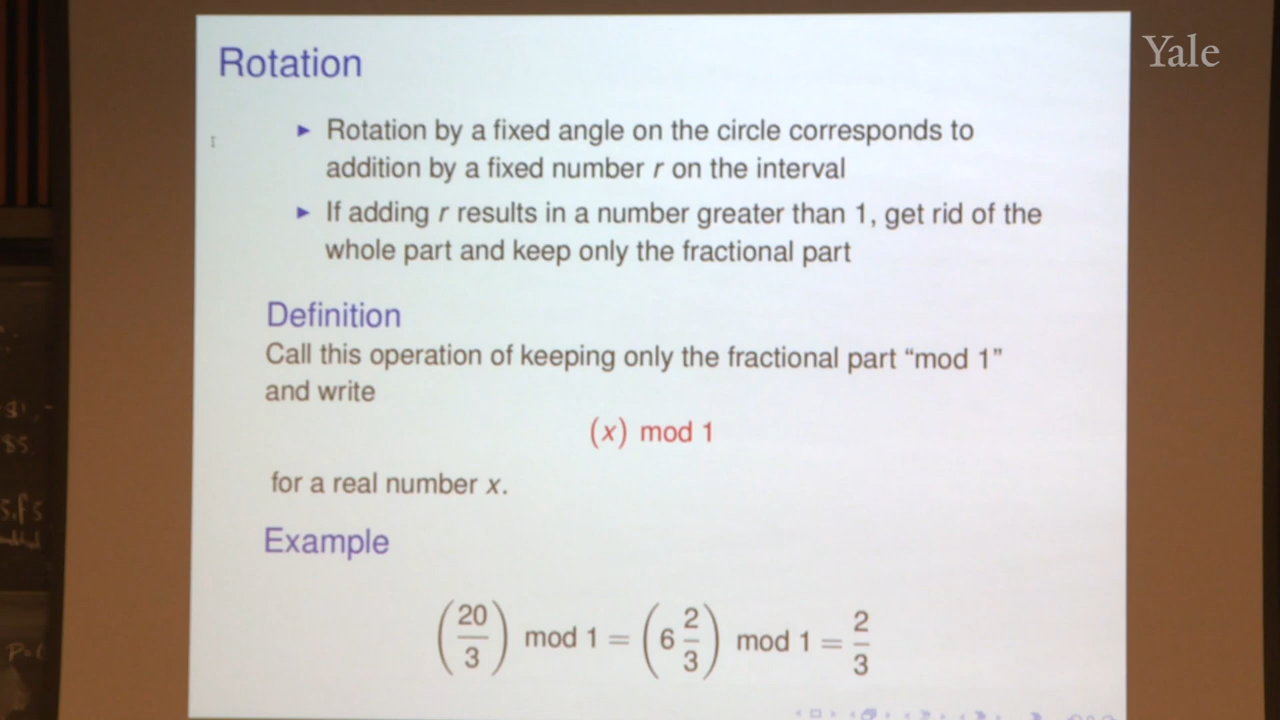 Yale
Rotation
► Rotation by a fixed angle on the circle corresponds to
addition by a fixed number r on the interval
► If adding r results in a number greater than 1, get rid of the
whole part and keep only the fractional part
Definition
Call this operation of keeping only the fractional part “mod 1”
and write
(x) mod 1
for a real number x.
Example
(20/3) mod 1 = (6 2/3) mod 1 = 2/3